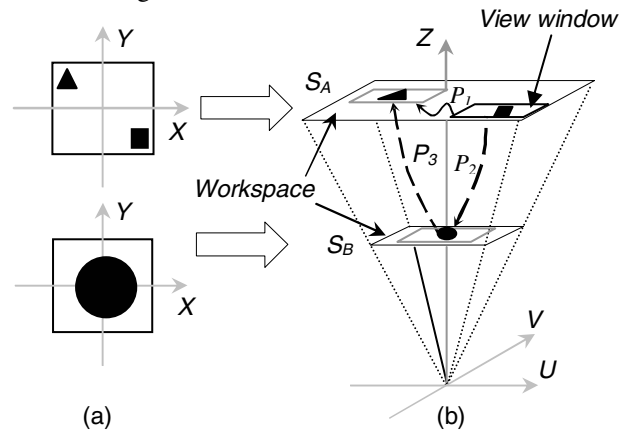 Y
X
Y
X
(a)
View window
Z
S_A
P_1
P_3
P_2
Workspace
S_B
V
U
(b)